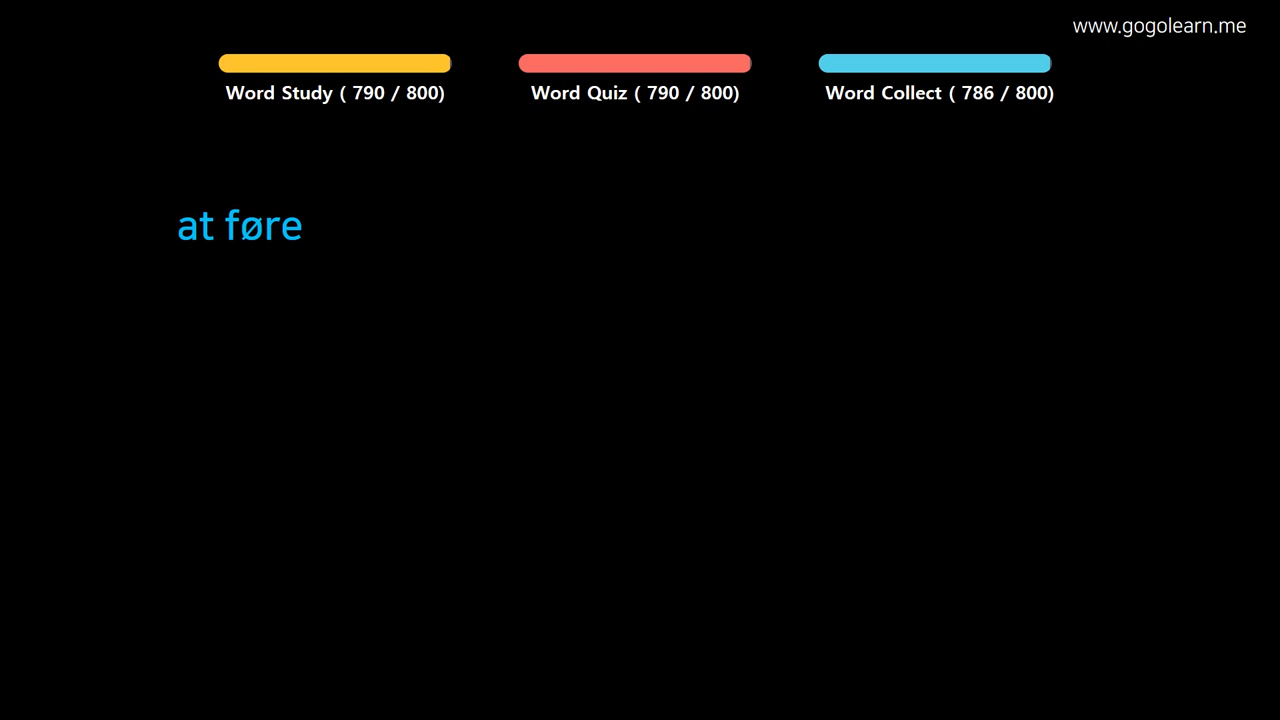 www.gogolearn.me
Word Study ( 790 / 800)
Word Quiz ( 790 / 800)
Word Collect ( 786 / 800)
at føre